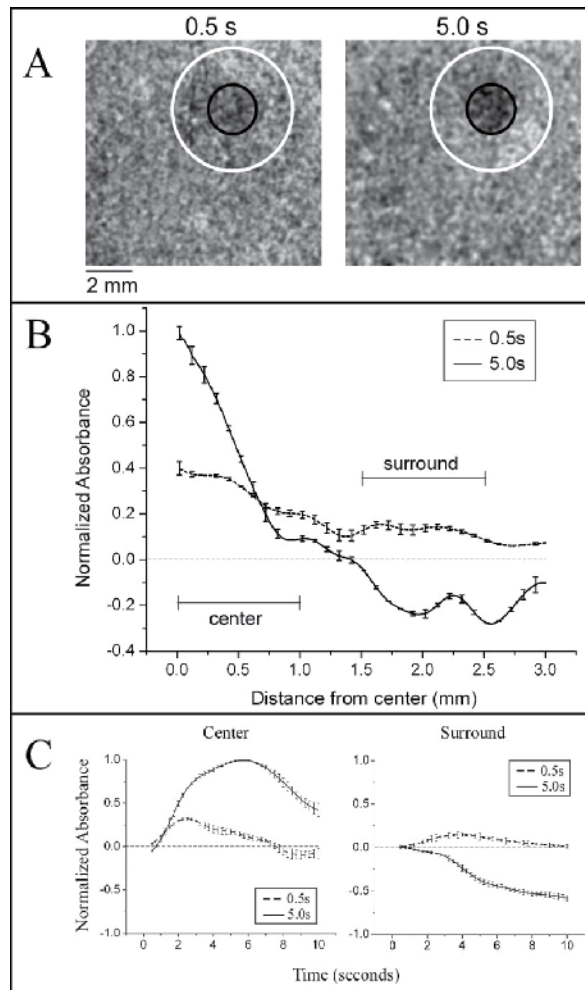 0.5 s 5.0 s
A
2 mm
B
0.5s
5.0s
Normalized Absorbance
1.0
0.8
0.6
0.4
0.2
0.0
-0.2
-0.4
surround
center
0.0 0.5 1.0 1.5 2.0 2.5 3.0
Distance from center (mm)
C
Center Surround
Normalized Absorbance
1.0
0.5
0.0
-0.5
-1.0
0.5s
5.0s
0 2 4 6 8 10
1.0
0.5
0.0
-0.5
-1.0
0.5s
5.0s
0 2 4 6 8 10
Time (seconds)